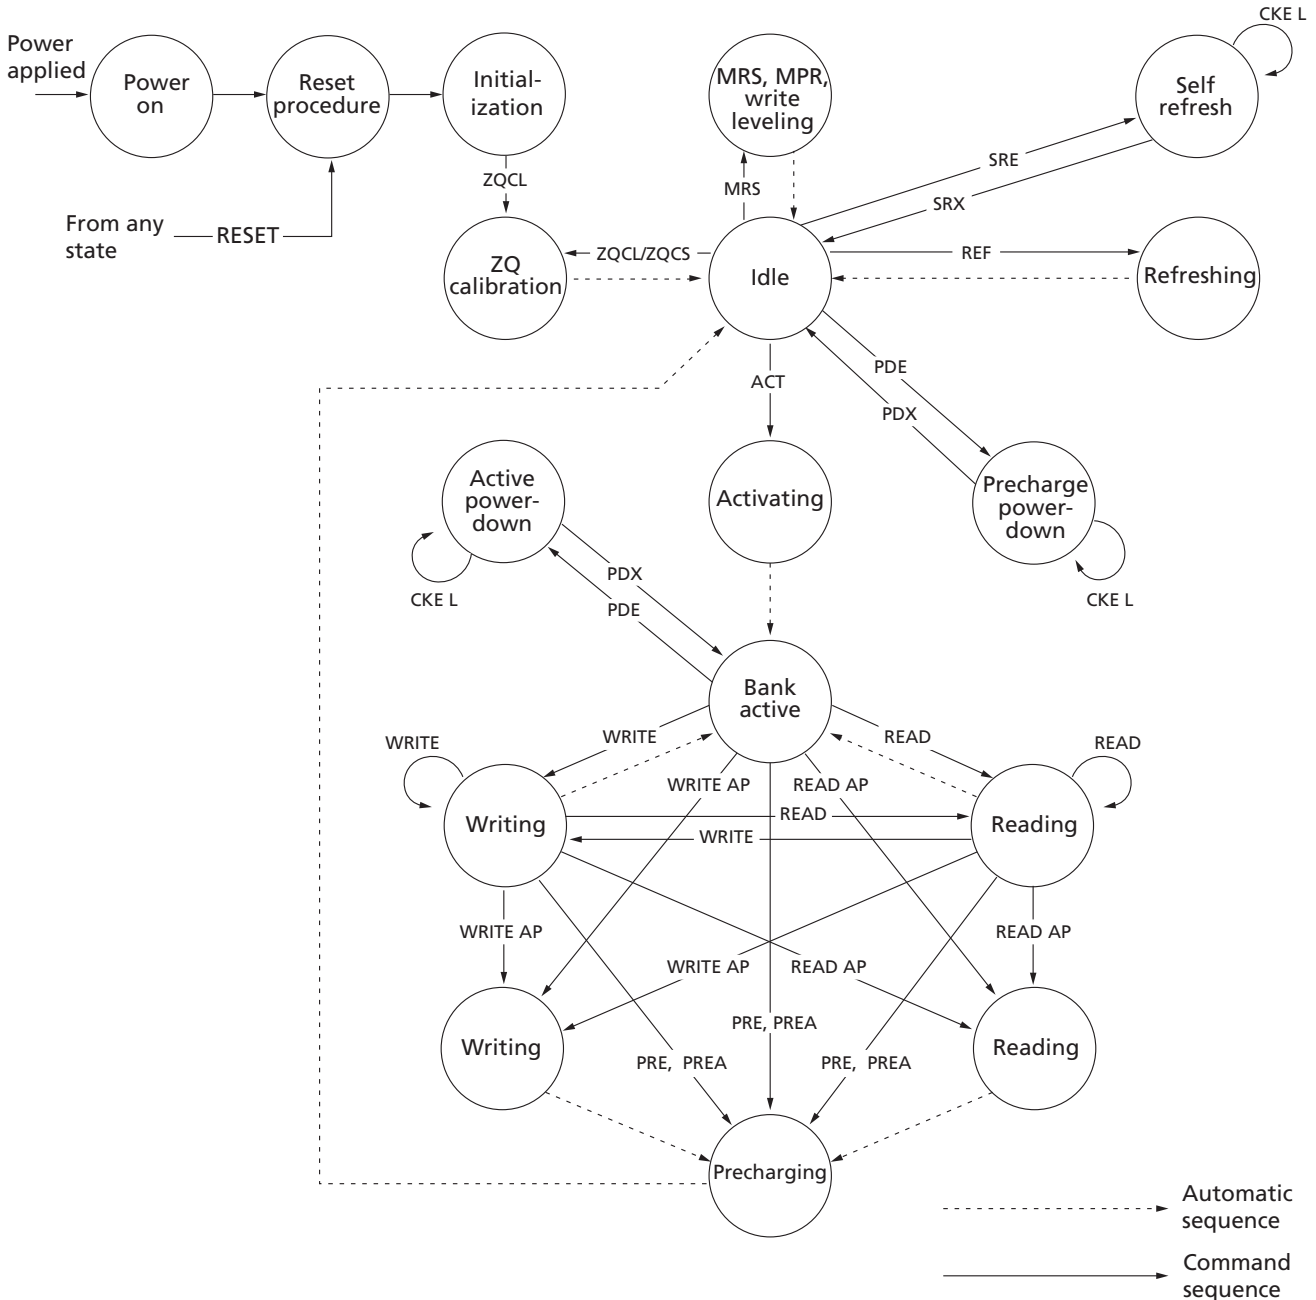 CKE L
Power
applied
Power
on
Reset
procedure
Initial-
ization
MRS, MPR,
write
leveling
Self
refresh
ZQCL
MRS
SRE
SRX
From any
state
RESET
ZQ
calibration
ZQCL/ZQCS
Idle
REF
Refreshing
PDE
ACT
PDX
Active
power-
down
Activating
Precharge
power-
down
PDX
CKE L
PDE
CKE L
Bank
active
WRITE
WRITE
READ
READ
WRITE AP
READ AP
Writing
READ
WRITE
Reading
WRITE AP
READ AP
WRITE AP
READ AP
PRE, PREA
Writing
Reading
PRE, PREA
PRE, PREA
Precharging
Automatic
sequence
Command
sequence